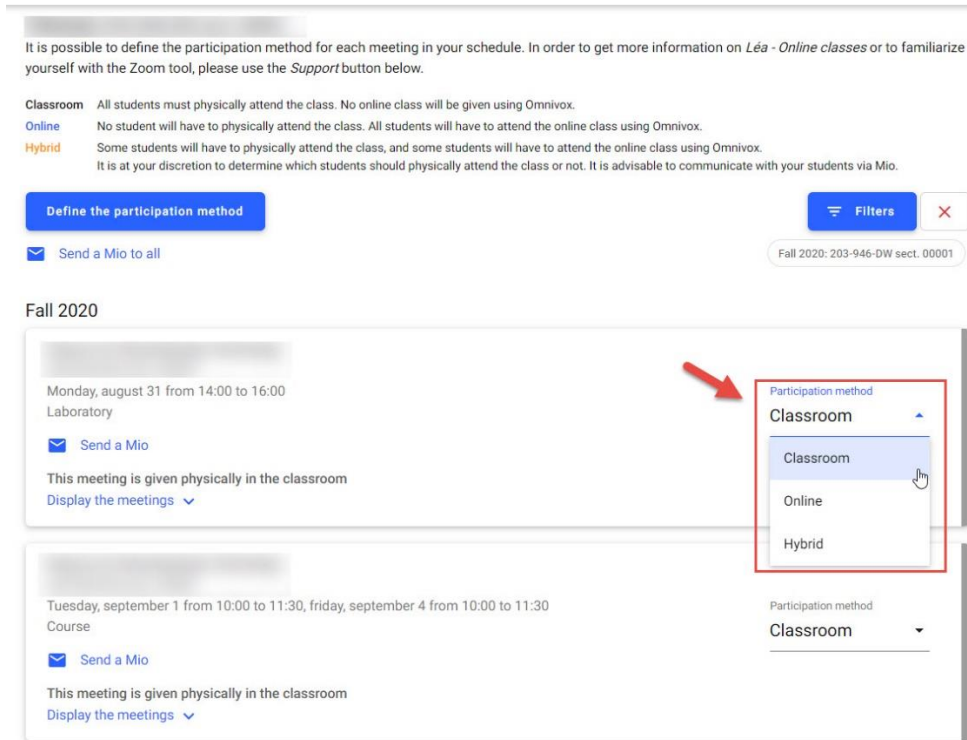 It is possible to define the participation method for each meeting in your schedule. In order to get more information on Léa - Online classes or to familiarize
yourself with the Zoom tool, please use the Support button below.
Classroom All students must physically attend the class. No online class will be given using Omnivox.
Online No student will have to physically attend the class. All students will have to attend the online class using Omnivox.
Hybrid Some students will have to physically attend the class, and some students will have to attend the online class using Omnivox.
It is at your discretion to determine which students should physically attend the class or not. It is advisable to communicate with your students via Mio.
Define the participation method
Filters
Send a Mio to all
Fall 2020: 203-946-DW sect. 00001
Fall 2020
Monday, august 31 from 14:00 to 16:00
Laboratory
Send a Mio
This meeting is given physically in the classroom
Display the meetings
Participation method
Classroom
Classroom
Online
Hybrid
Tuesday, september 1 from 10:00 to 11:30, friday, september 4 from 10:00 to 11:30
Course
Send a Mio
This meeting is given physically in the classroom
Display the meetings
Participation method
Classroom